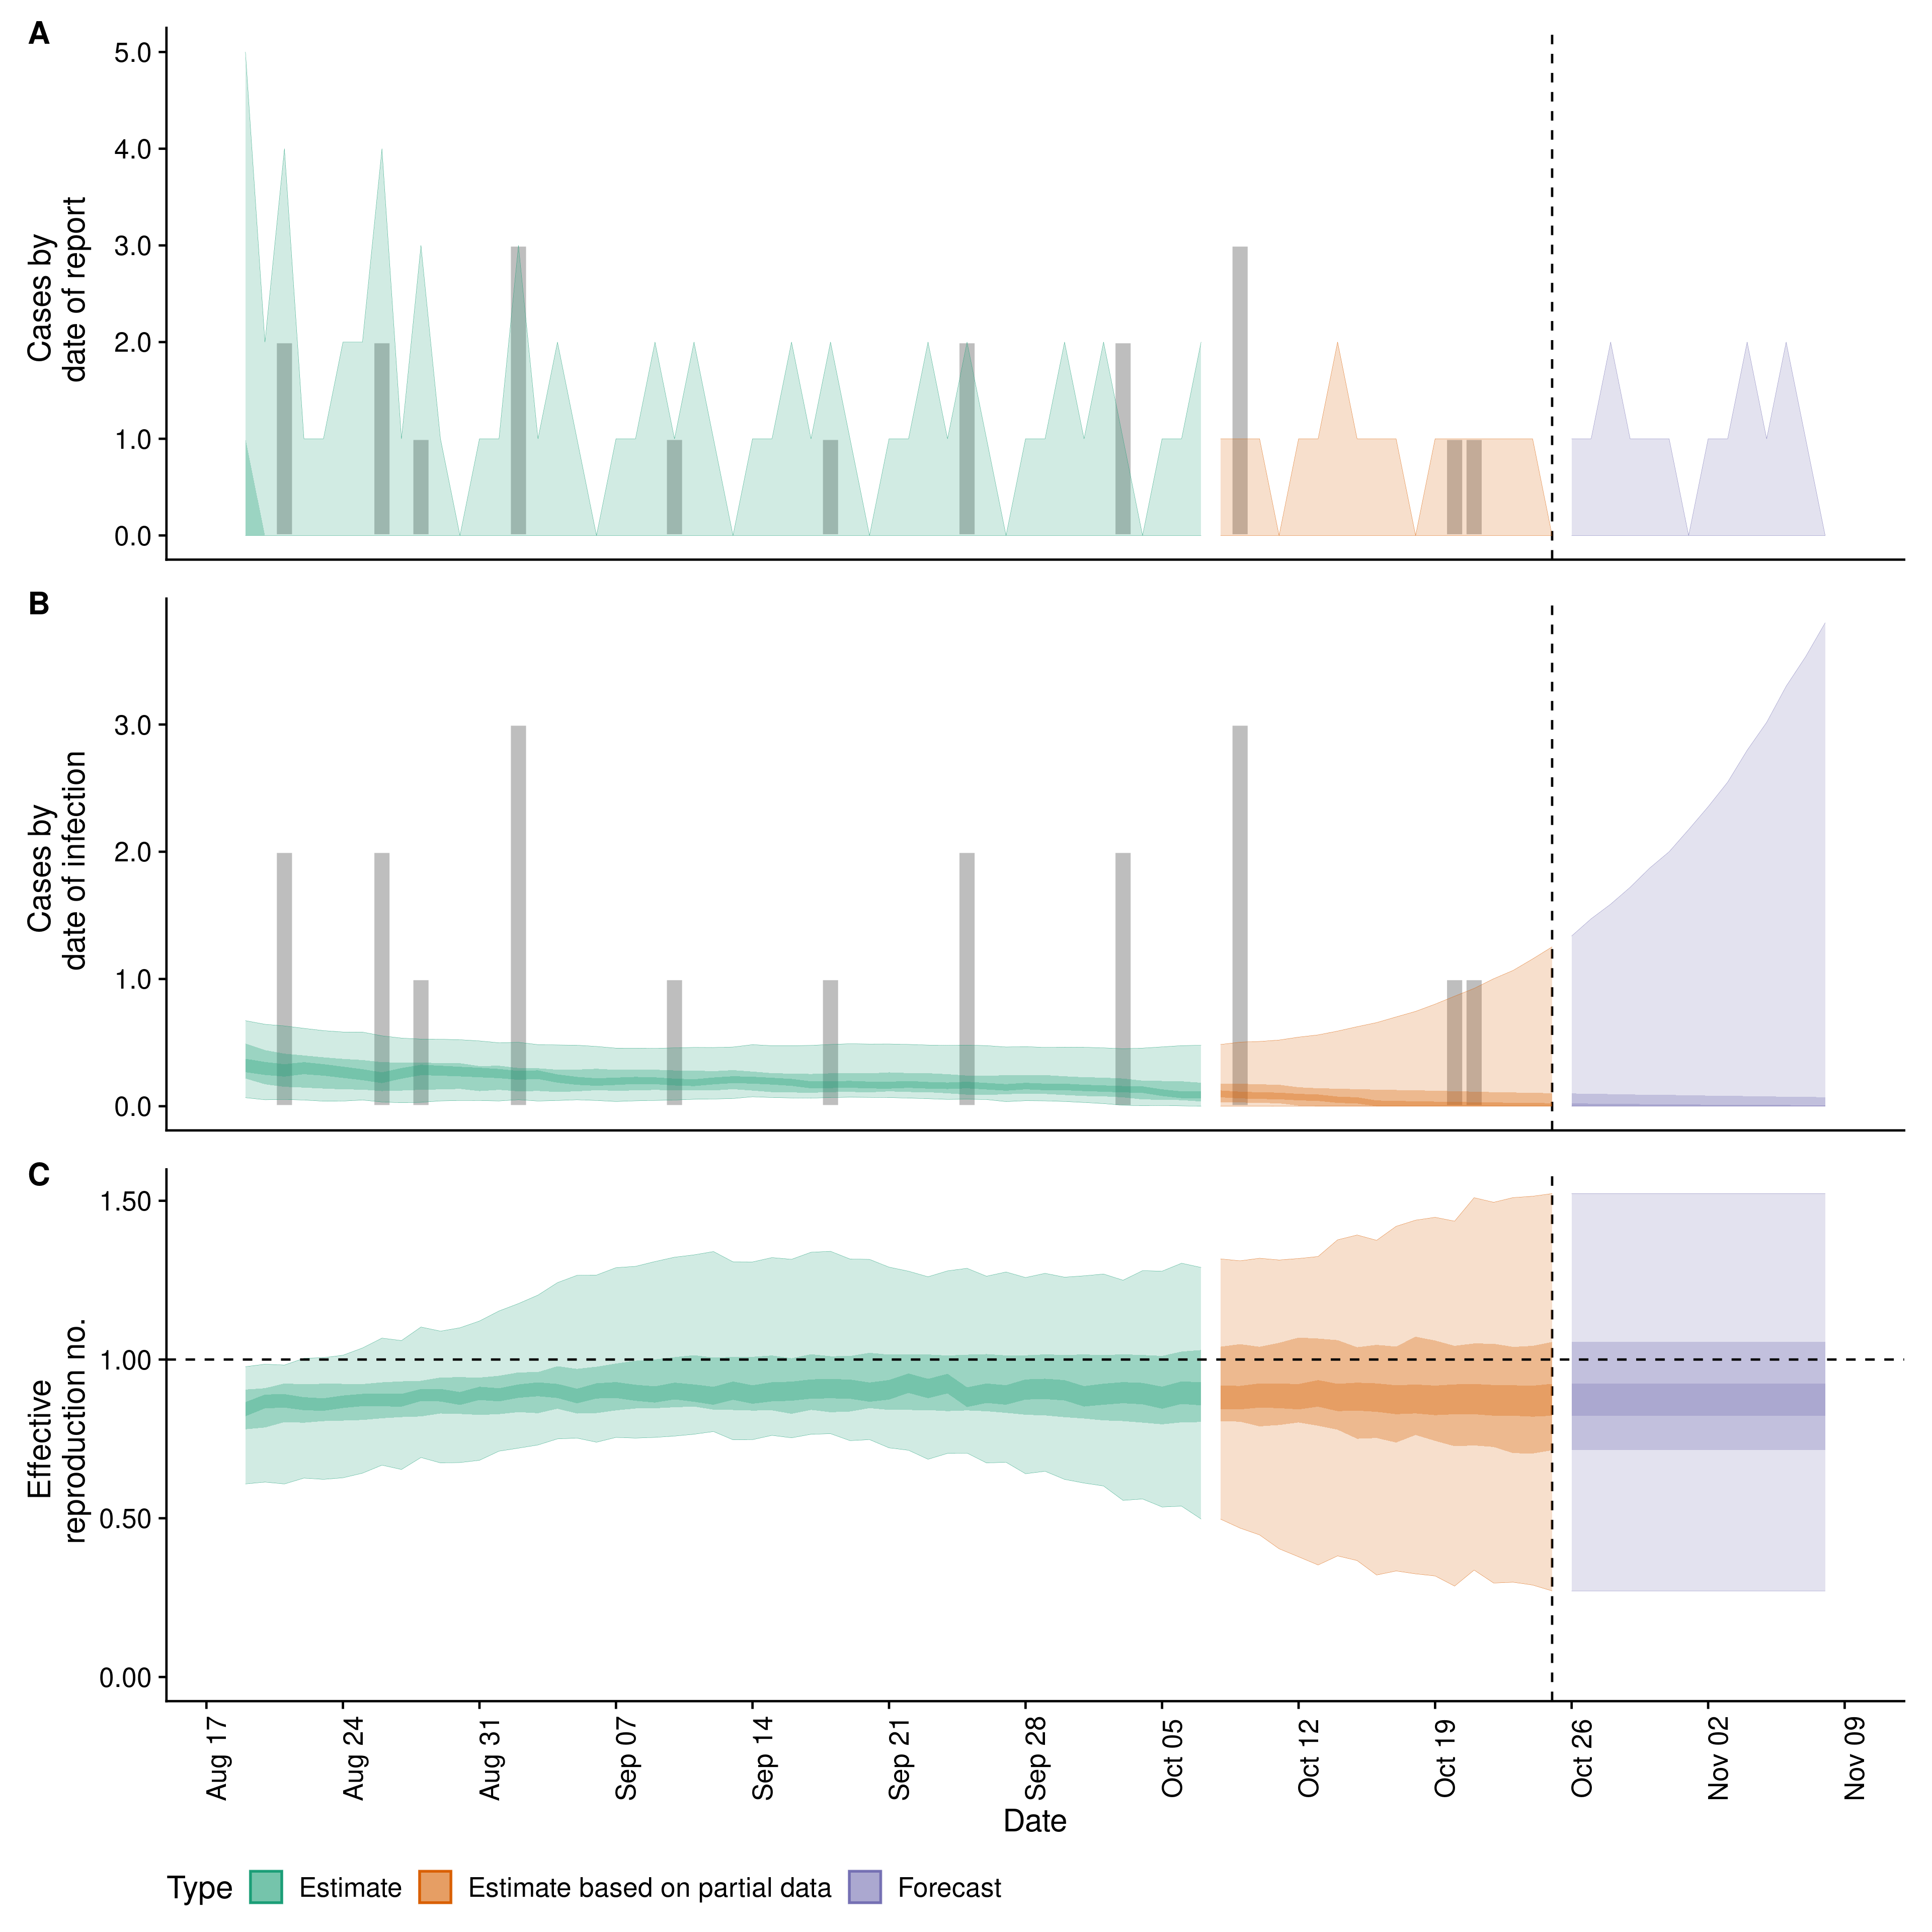 A
5.0
4.0
3.0
2.0
1.0
0.0
Cases by
date of report
B
3.0
2.0
1.0
0.0
Cases by
date of infection
C
1.50
1.00
0.50
0.00
Effective
reproduction no.
Aug 17
Aug 24
Aug 31
Sep 07
Sep 14
Sep 21
Sep 28
Oct 05
Oct 12
Oct 19
Oct 26
Nov 02
Nov 09
Date
Type Estimate Estimate based on partial data Forecast